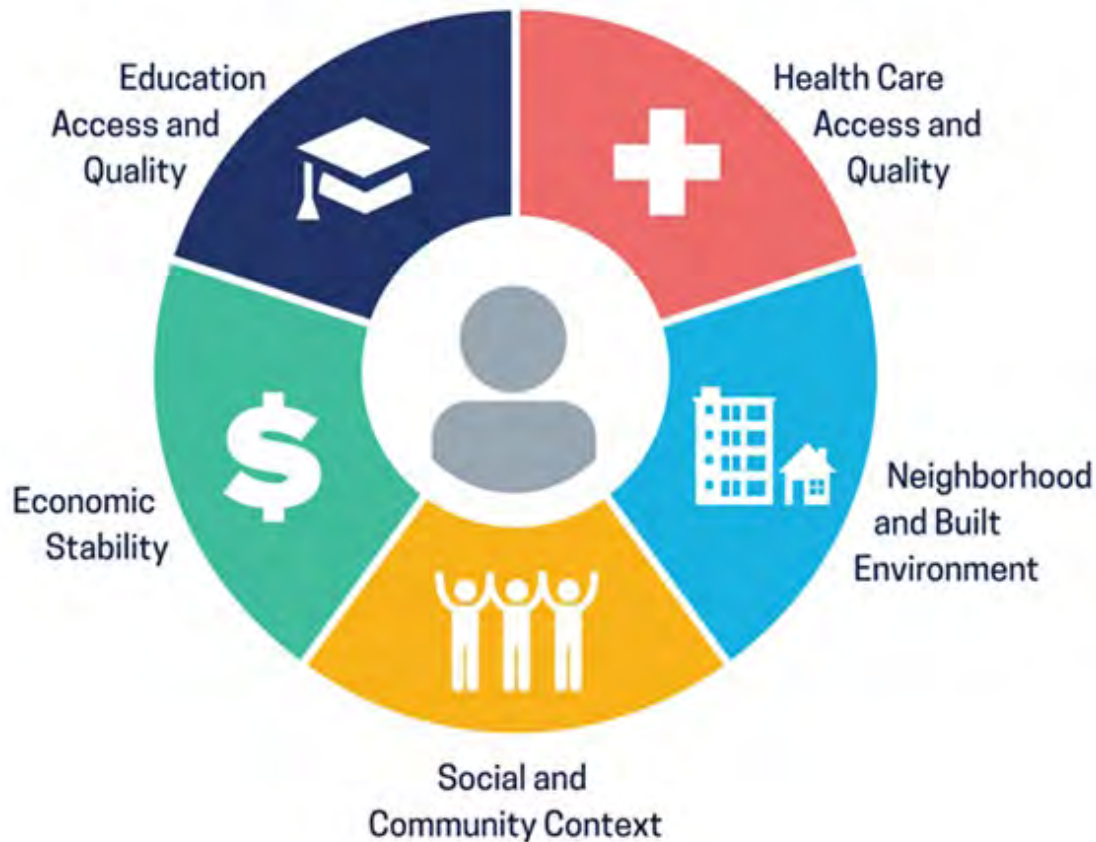 Education
Access and
Quality
Health Care
Access and
Quality
Economic
Stability
Neighborhood
and Built
Environment
Social and
Community Context